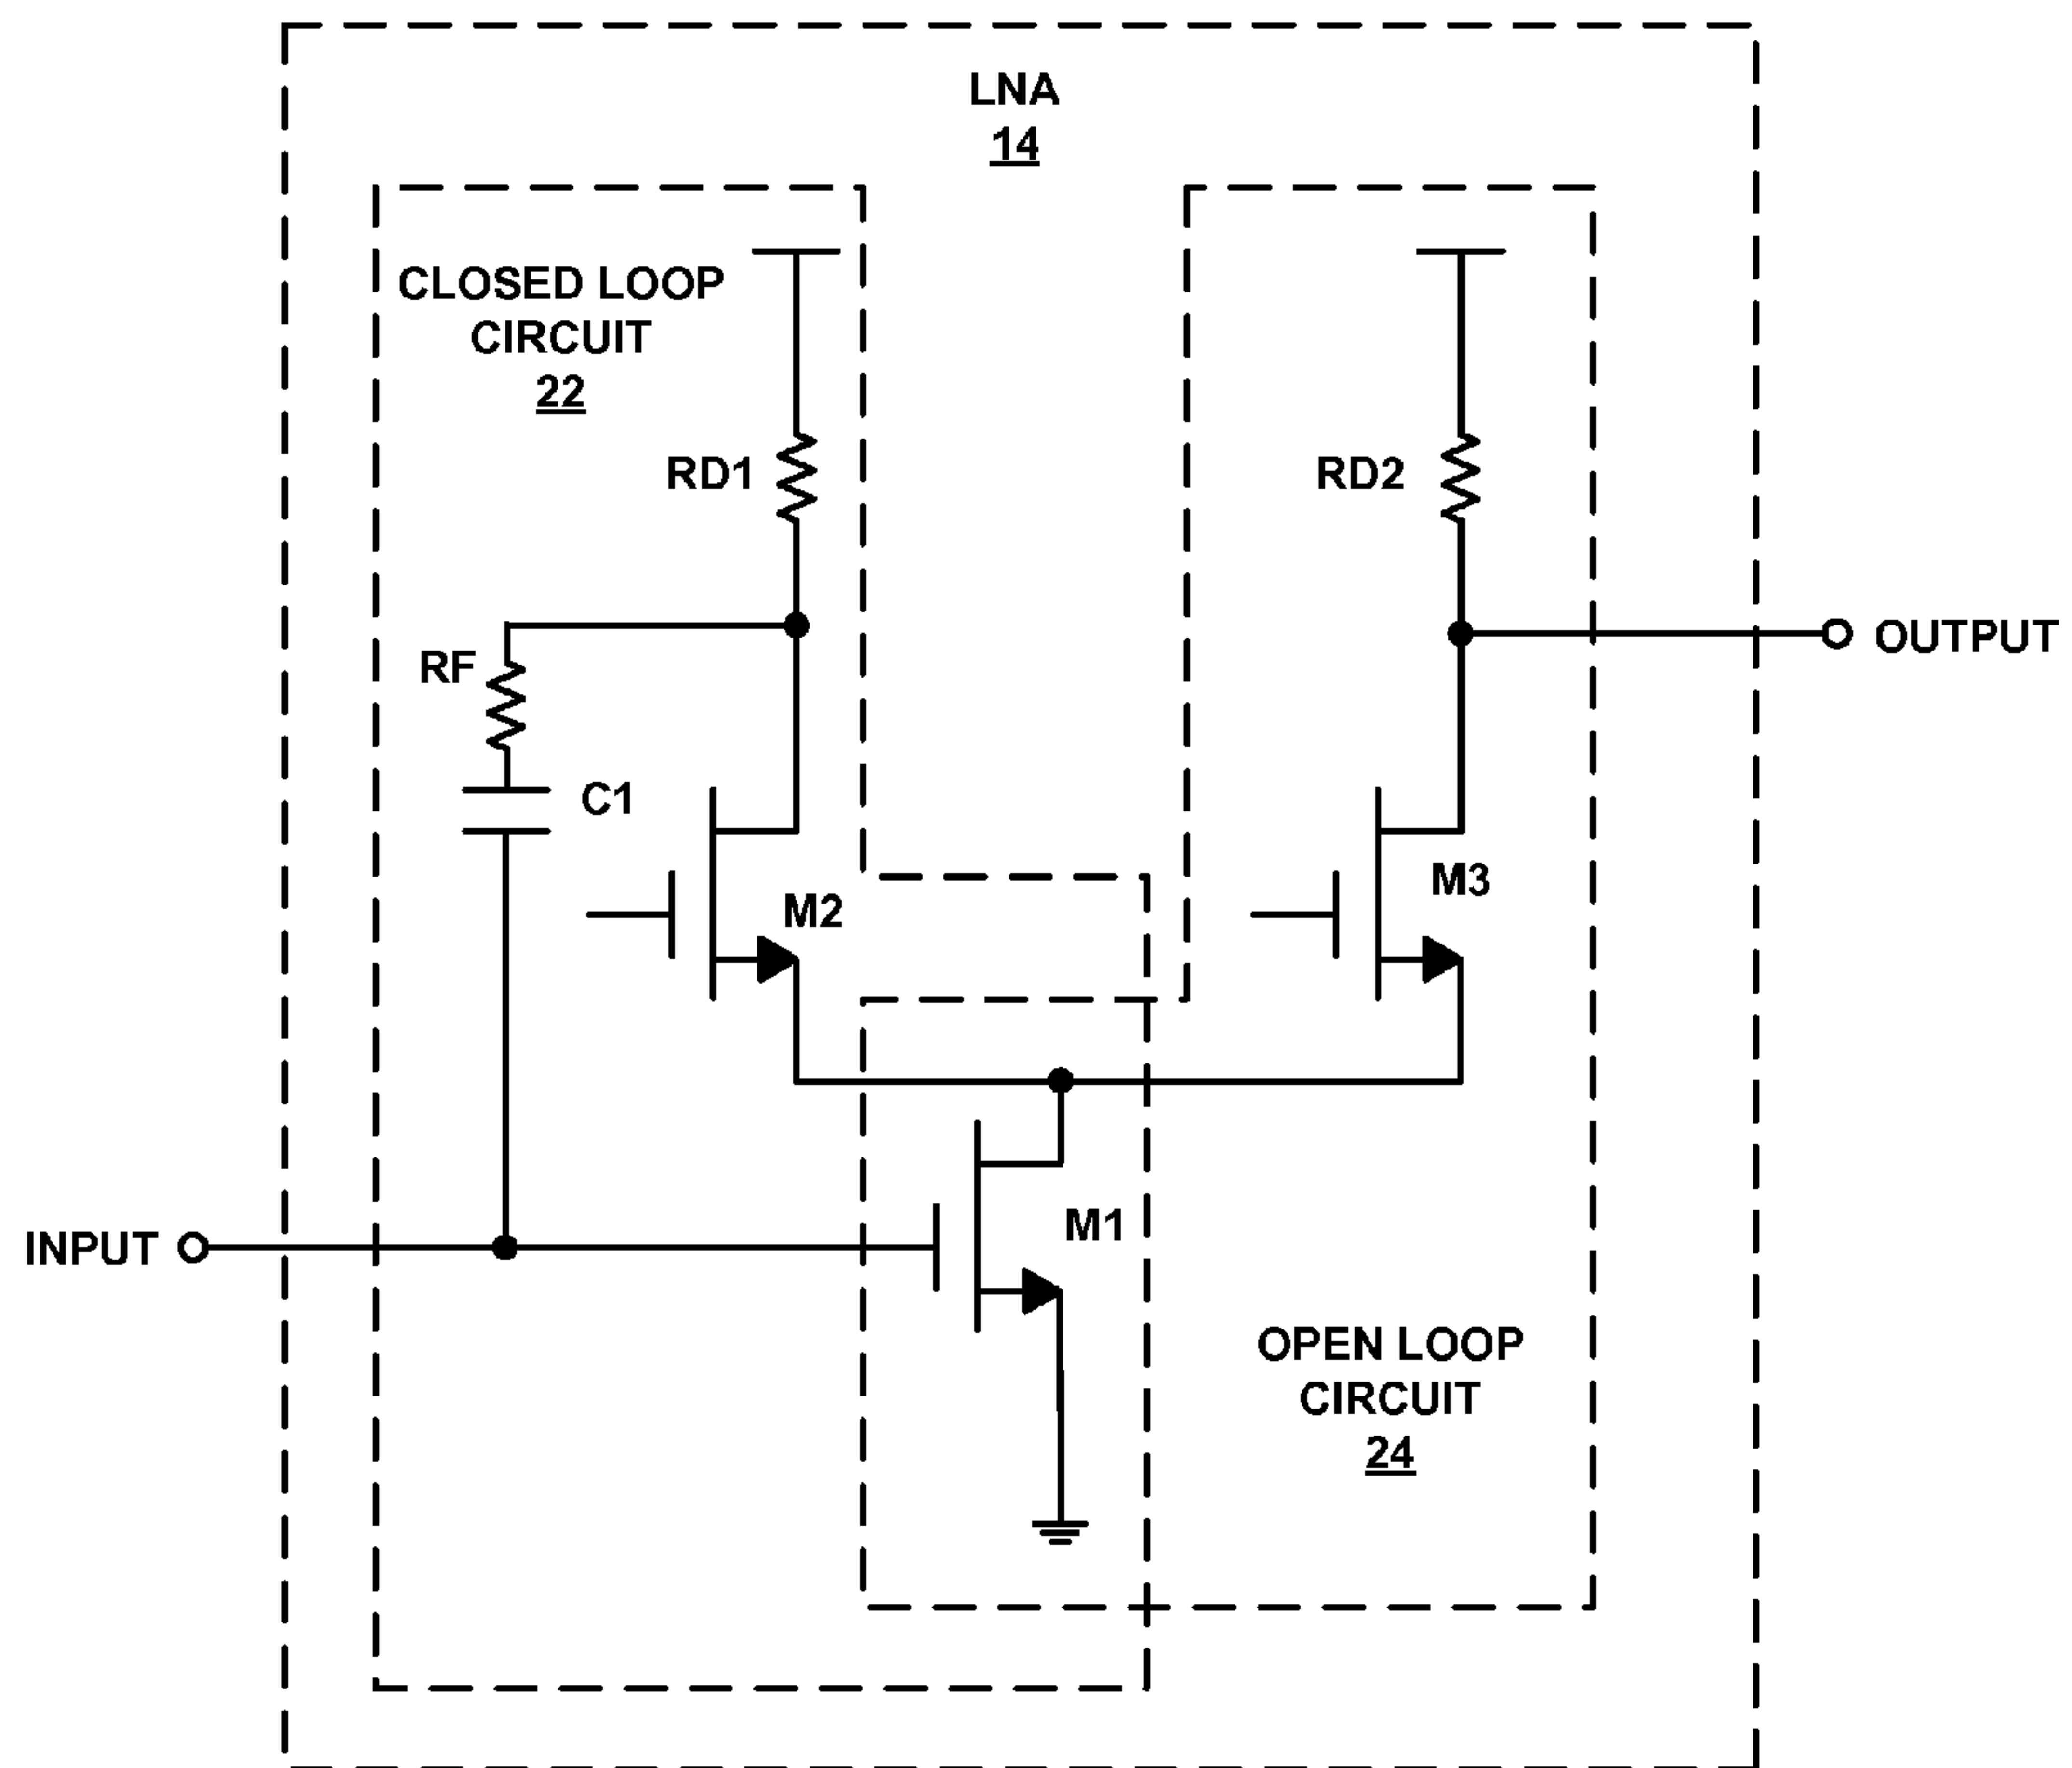 LNA
14
CLOSED LOOP
CIRCUIT
22
RD1
RD2
RF
OUTPUT
C1
M3
M2
M1
INPUT
OPEN LOOP
CIRCUIT
24